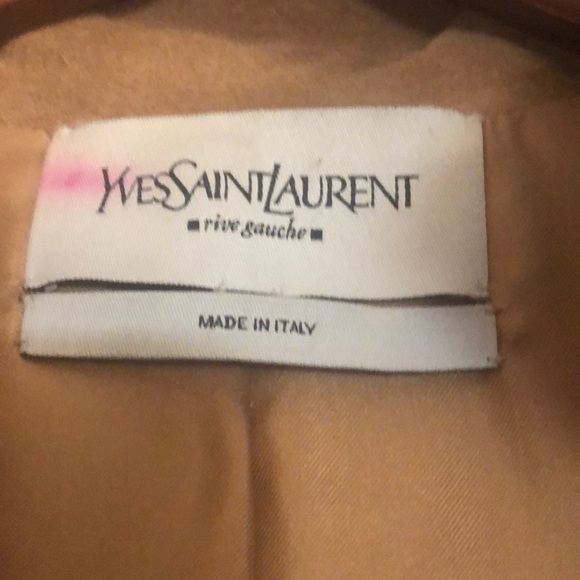 YVESSAINTLAURENT
rive gauche
MADE IN ITALY